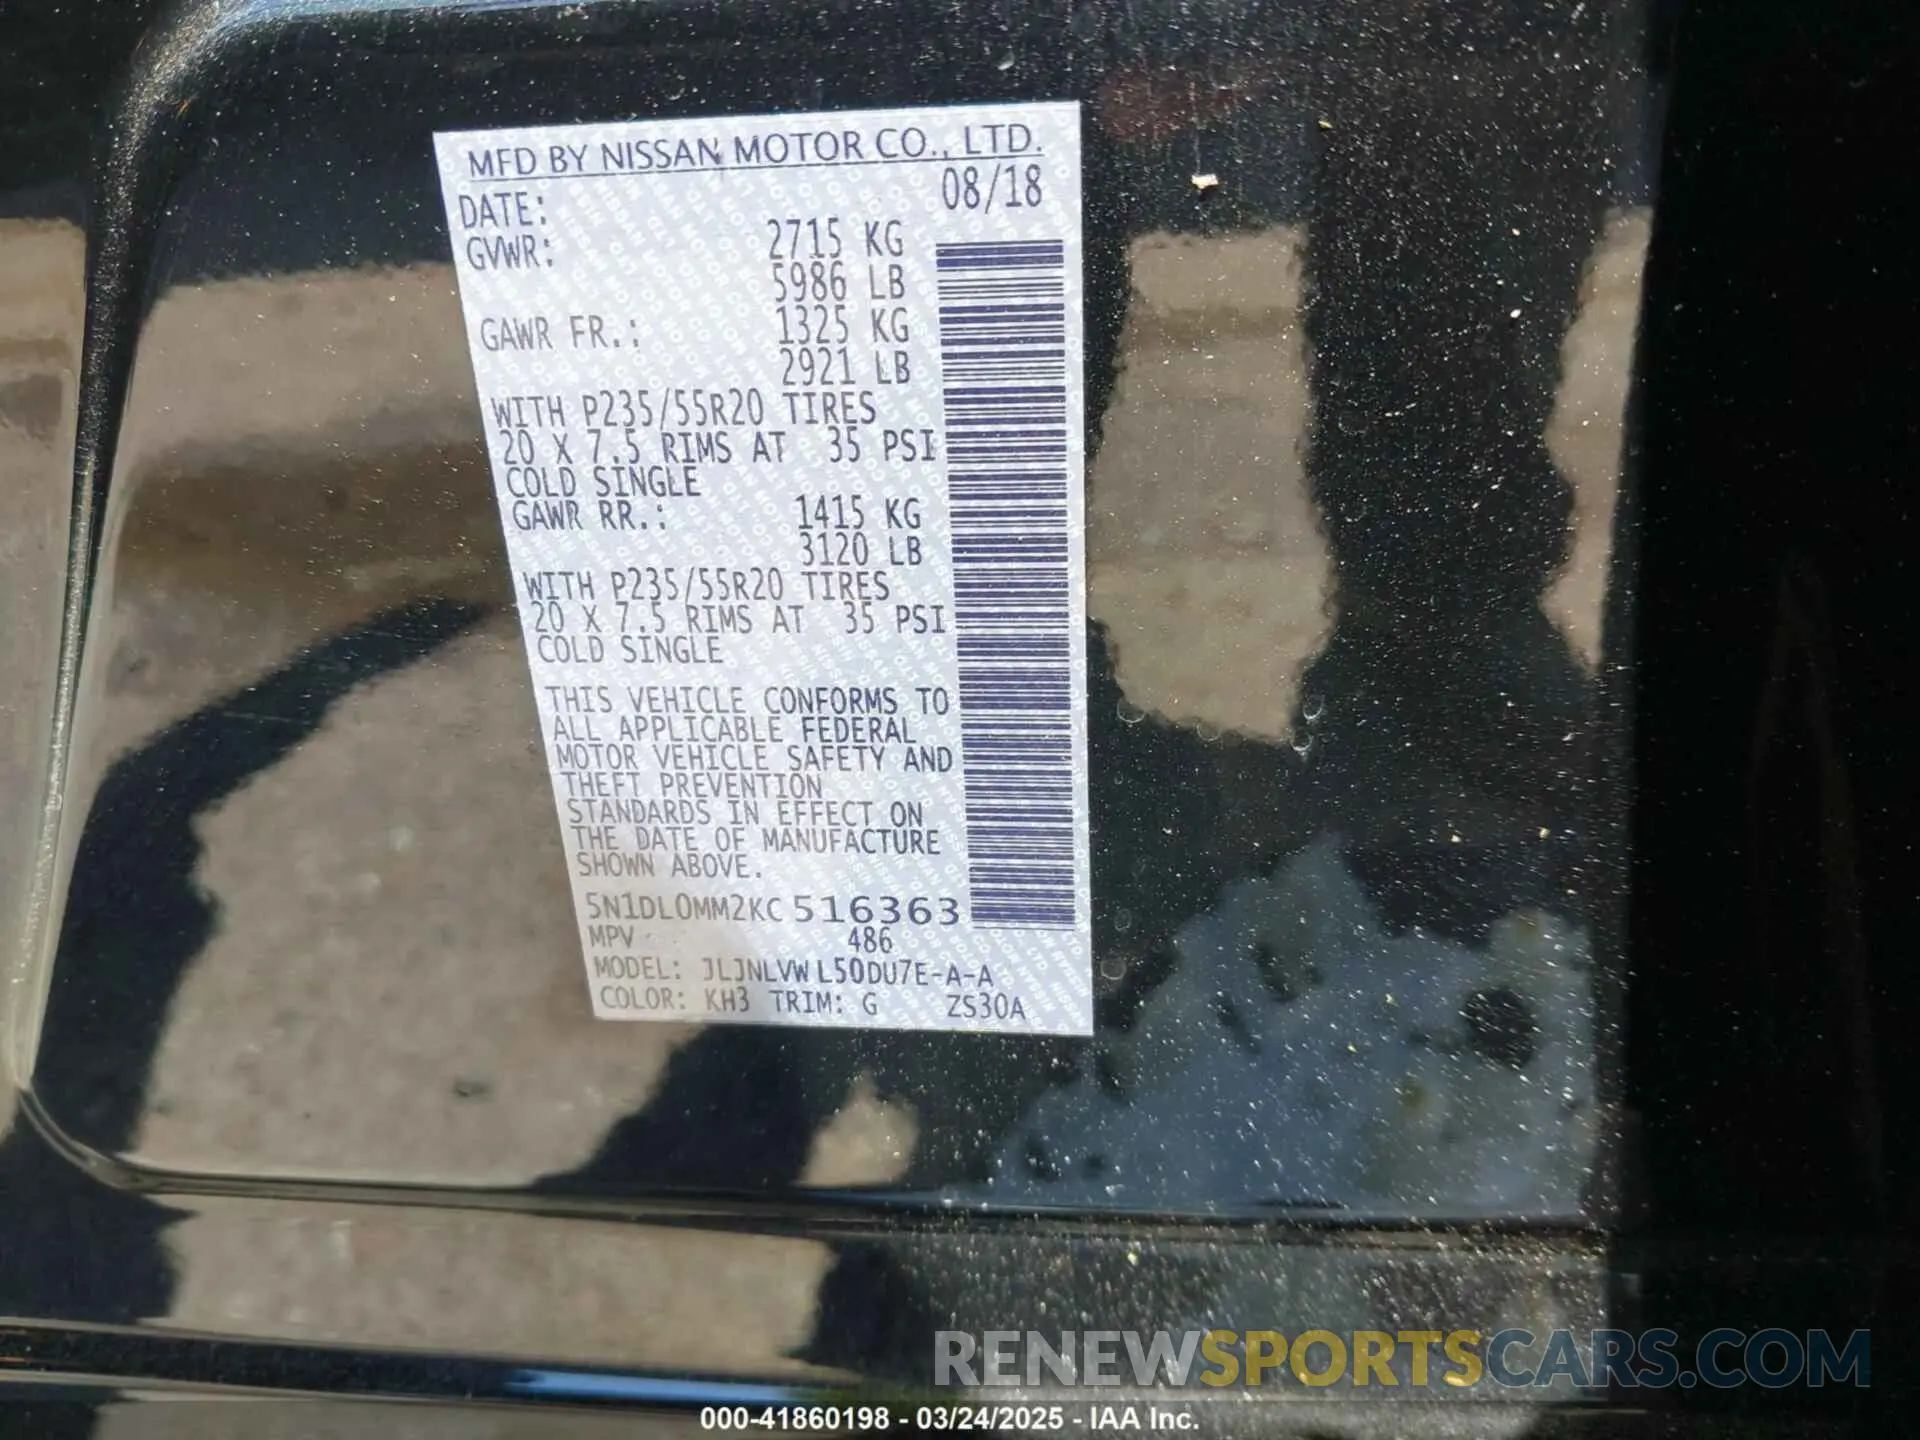 MFD BY NISSAN MOTOR CO., LTD.
DATE: 08/18
GVWR: 2715 KG
5986 LB
GAWR FR.: 1325 KG
2921 LB
WITH P235/55R20 TIRES
20 X 7.5 RIMS AT 35 PSI
COLD SINGLE
GAWR RR.: 1415 KG
3120 LB
WITH P235/55R20 TIRES
20 X 7.5 RIMS AT 35 PSI
COLD SINGLE
THIS VEHICLE CONFORMS TO
ALL APPLICABLE FEDERAL
MOTOR VEHICLE SAFETY AND
THEFT PREVENTION
STANDARDS IN EFFECT ON
THE DATE OF MANUFACTURE
SHOWN ABOVE.
5N1DL0MM2KC516363
MPV 486
MODEL: JLJNLVWL50DU7E-A-A
COLOR: KH3 TRIM: G ZS30A
RENEWSPORTSCARS.COM
000-41860198 - 03/24/2025 - IAA Inc.